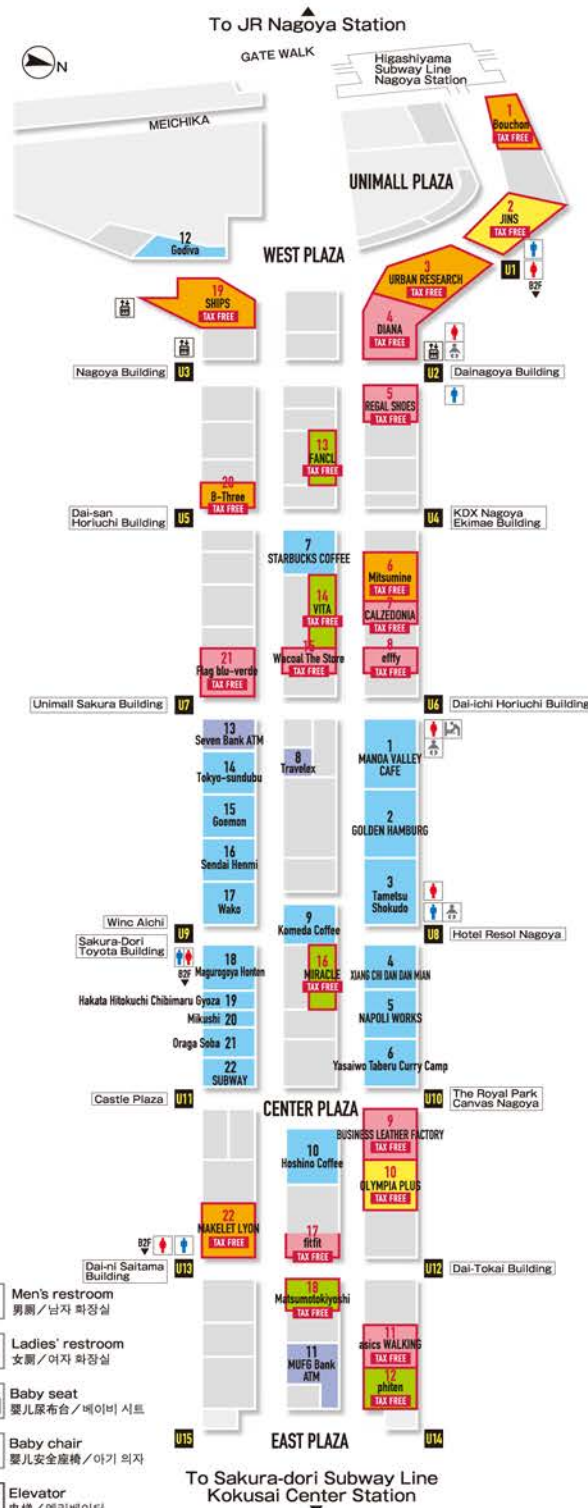 To JR Nagoya Station
GATE WALK
N
Higashiyama
Subway Line
Nagoya Station
MEICHIKA
1
Bouchon
TAX FREE
UNIMALL PLAZA
2
JINS
TAX FREE
12
Godiva
WEST PLAZA
U1
B2F
3
URBAN RESEARCH
TAX FREE
19
SHIPS
TAX FREE
4
DIANA
TAX FREE
Nagoya Building
U3
U2
Dainagoya Building
5
REGAL SHOES
TAX FREE
13
FANCL
TAX FREE
20
B-Three
TAX FREE
Dai-san
Horiuchi Building
U5
U4
KDX Nagoya
Ekimae Building
7
STARBUCKS COFFEE
6
Mitsumine
TAX FREE
14
VITA
TAX FREE
7
CALZEDONIA
TAX FREE
21
Flag blu-verde
TAX FREE
15
Wacoal The Store
TAX FREE
8
efffy
TAX FREE
Unimall Sakura Building
U7
U6
Dai-ichi Horiuchi Building
13
Seven Bank ATM
8
Travelex
1
MANOA VALLEY
CAFE
14
Tokyo-sundubu
15
Goemon
2
GOLDEN HAMBURG
16
Sendai Henmi
17
Wako
3
Tametsu
Shokudo
Winc Aichi
U9
9
Komeda Coffee
U8
Hotel Resol Nagoya
Sakura-Dori
Toyota Building
B2F
18
Magurogoya Honten
16
MIRACLE
TAX FREE
4
XIANG CHI DAN DAN MIAN
Hakata Hitokuchi Chibimaru Gyoza 19
Mikushi 20
5
NAPOLI WORKS
Oraga Soba 21
22
SUBWAY
6
Yasaiwo Taberu Curry Camp
Castle Plaza
U11
CENTER PLAZA
U10
The Royal Park
Canvas Nagoya
9
BUSINESS LEATHER FACTORY
TAX FREE
10
Hoshino Coffee
10
OLYMPIA PLUS
TAX FREE
22
MAKELET LYON
TAX FREE
17
fitfit
TAX FREE
B2F
Dai-ni Saitama
Building
U13
U12
Dai-Tokai Building
18
Matsumotokiyoshi
TAX FREE
11
asics WALKING
TAX FREE
11
MUFG Bank
ATM
12
phiten
TAX FREE
U15
EAST PLAZA
U14
To Sakura-dori Subway Line
Kokusai Center Station
Men's restroom
男厕／남자 화장실
Ladies' restroom
女厕／여자 화장실
Baby seat
婴儿尿布台／베이비 시트
Baby chair
婴儿安全座椅／아기 의자
Elevator